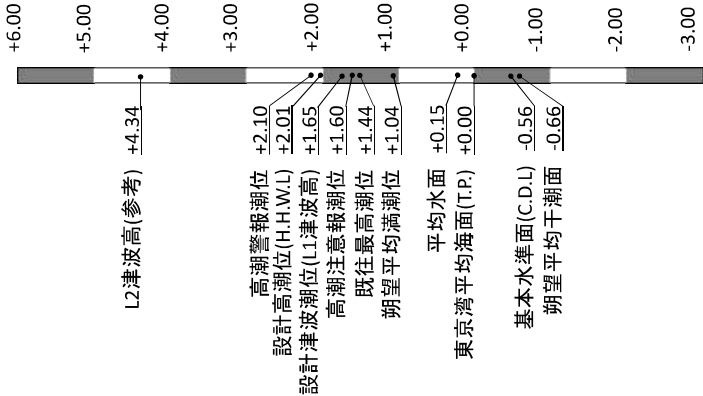 +6.00
+5.00
+4.00
+3.00
+2.00
+1.00
+0.00
-1.00
-2.00
-3.00
L2津波高(参考) +4.34
高潮警報潮位 +2.10
設計高潮位(H.H.W.L) +2.01
設計津波潮位(L1津波高) +1.65
高潮注意報潮位 +1.60
既往最高潮位 +1.44
朔望平均満潮位 +1.04
平均水面 +0.15
東京湾平均海面(T.P.) +0.00
基本水準面(C.D.L) -0.56
朔望平均干潮面 -0.66